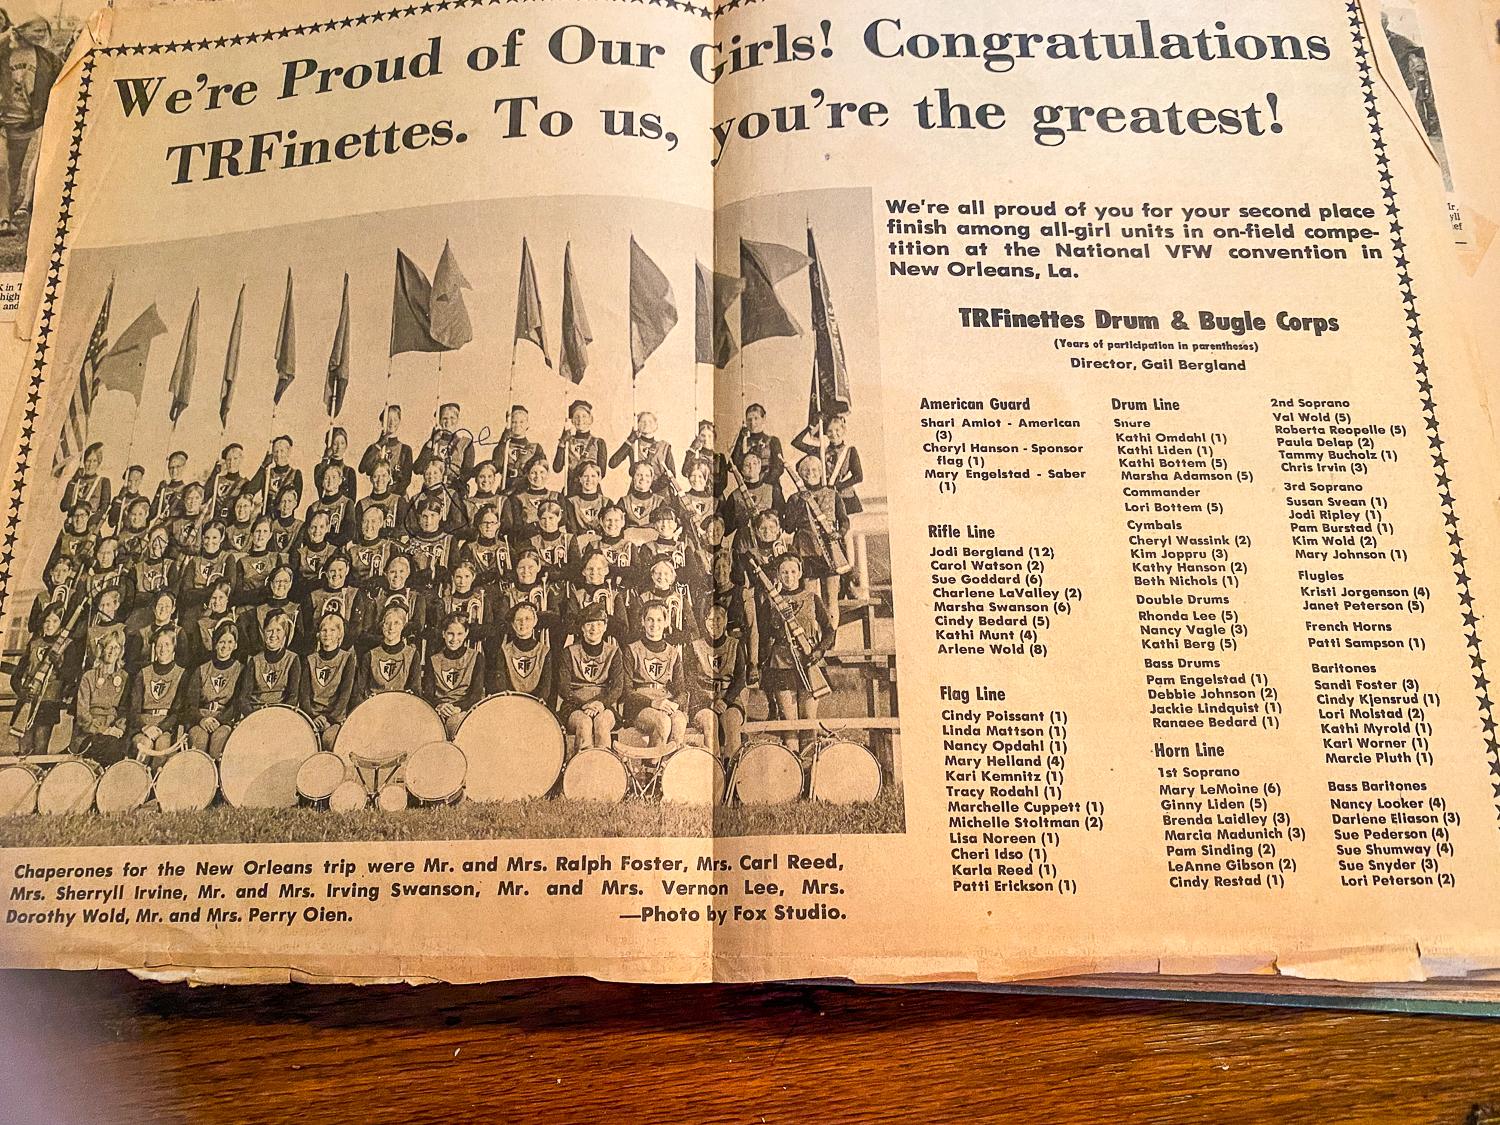 We're Proud of Our Girls! Congratulations
TRFinettes. To us, you're the greatest!
We're all proud of you for your second place
finish among all-girl units in on-field compe-
tition at the National VFW convention in
New Orleans, La.
TRFinettes Drum & Bugle Corps
(Years of participation in parentheses)
Director, Gail Bergland
American Guard
Shari Amlot - American
(3)
Cheryl Hanson - Sponsor
flag (1)
Mary Engelstad - Saber
(1)
Rifle Line
Jodi Bergland (12)
Carol Watson (2)
Sue Goddard (6)
Charlene LaValley (2)
Marsha Swanson (6)
Cindy Bedard (5)
Kathi Munt (4)
Arlene Wold (8)
Flag Line
Cindy Poissant (1)
Linda Mattson (1)
Nancy Opdahl (1)
Mary Helland (4)
Kari Kemnitz (1)
Tracy Rodahl (1)
Marchelle Cuppett (1)
Michelle Stoltman (2)
Lisa Noreen (1)
Cheri Idso (1)
Karla Reed (1)
Patti Erickson (1)
Drum Line
Snure
Kathi Omdahl (1)
Kathi Liden (1)
Kathi Bottem (5)
Marsha Adamson (5)
Commander
Lori Bottem (5)
Cymbals
Cheryl Wassink (2)
Kim Joppru (3)
Kathy Hanson (2)
Beth Nichols (1)
Double Drums
Rhonda Lee (5)
Nancy Vagle (3)
Kathi Berg (5)
Bass Drums
Pam Engelstad (1)
Debbie Johnson (2)
Jackie Lindquist (1)
Ranaee Bedard (1)
Horn Line
1st Soprano
Mary LeMoine (6)
Ginny Liden (5)
Brenda Laidley (3)
Marcia Madunich (3)
Pam Sinding (2)
LeAnne Gibson (2)
Cindy Restad (1)
2nd Soprano
Val Wold (5)
Roberta Reopelle (5)
Paula Delap (2)
Tammy Bucholz (1)
Chris Irvin (3)
3rd Soprano
Susan Svean (1)
Jodi Ripley (1)
Pam Burstad (1)
Kim Wold (2)
Mary Johnson (1)
Flugles
Kristi Jorgenson (4)
Janet Peterson (5)
French Horns
Patti Sampson (1)
Baritones
Sandi Foster (3)
Cindy Kjensrud (1)
Lori Molstad (2)
Kathi Myrold (1)
Karl Worner (1)
Marcie Pluth (1)
Bass Baritones
Nancy Looker (4)
Darlene Eliason (3)
Sue Pederson (4)
Sue Shumway (4)
Sue Snyder (3)
Lori Peterson (2)
Chaperones for the New Orleans trip were Mr. and Mrs. Ralph Foster, Mrs. Carl Reed,
Mrs. Sherryll Irvine, Mr. and Mrs. Irving Swanson, Mr. and Mrs. Vernon Lee, Mrs.
Dorothy Wold, Mr. and Mrs. Perry Oien.
—Photo by Fox Studio.